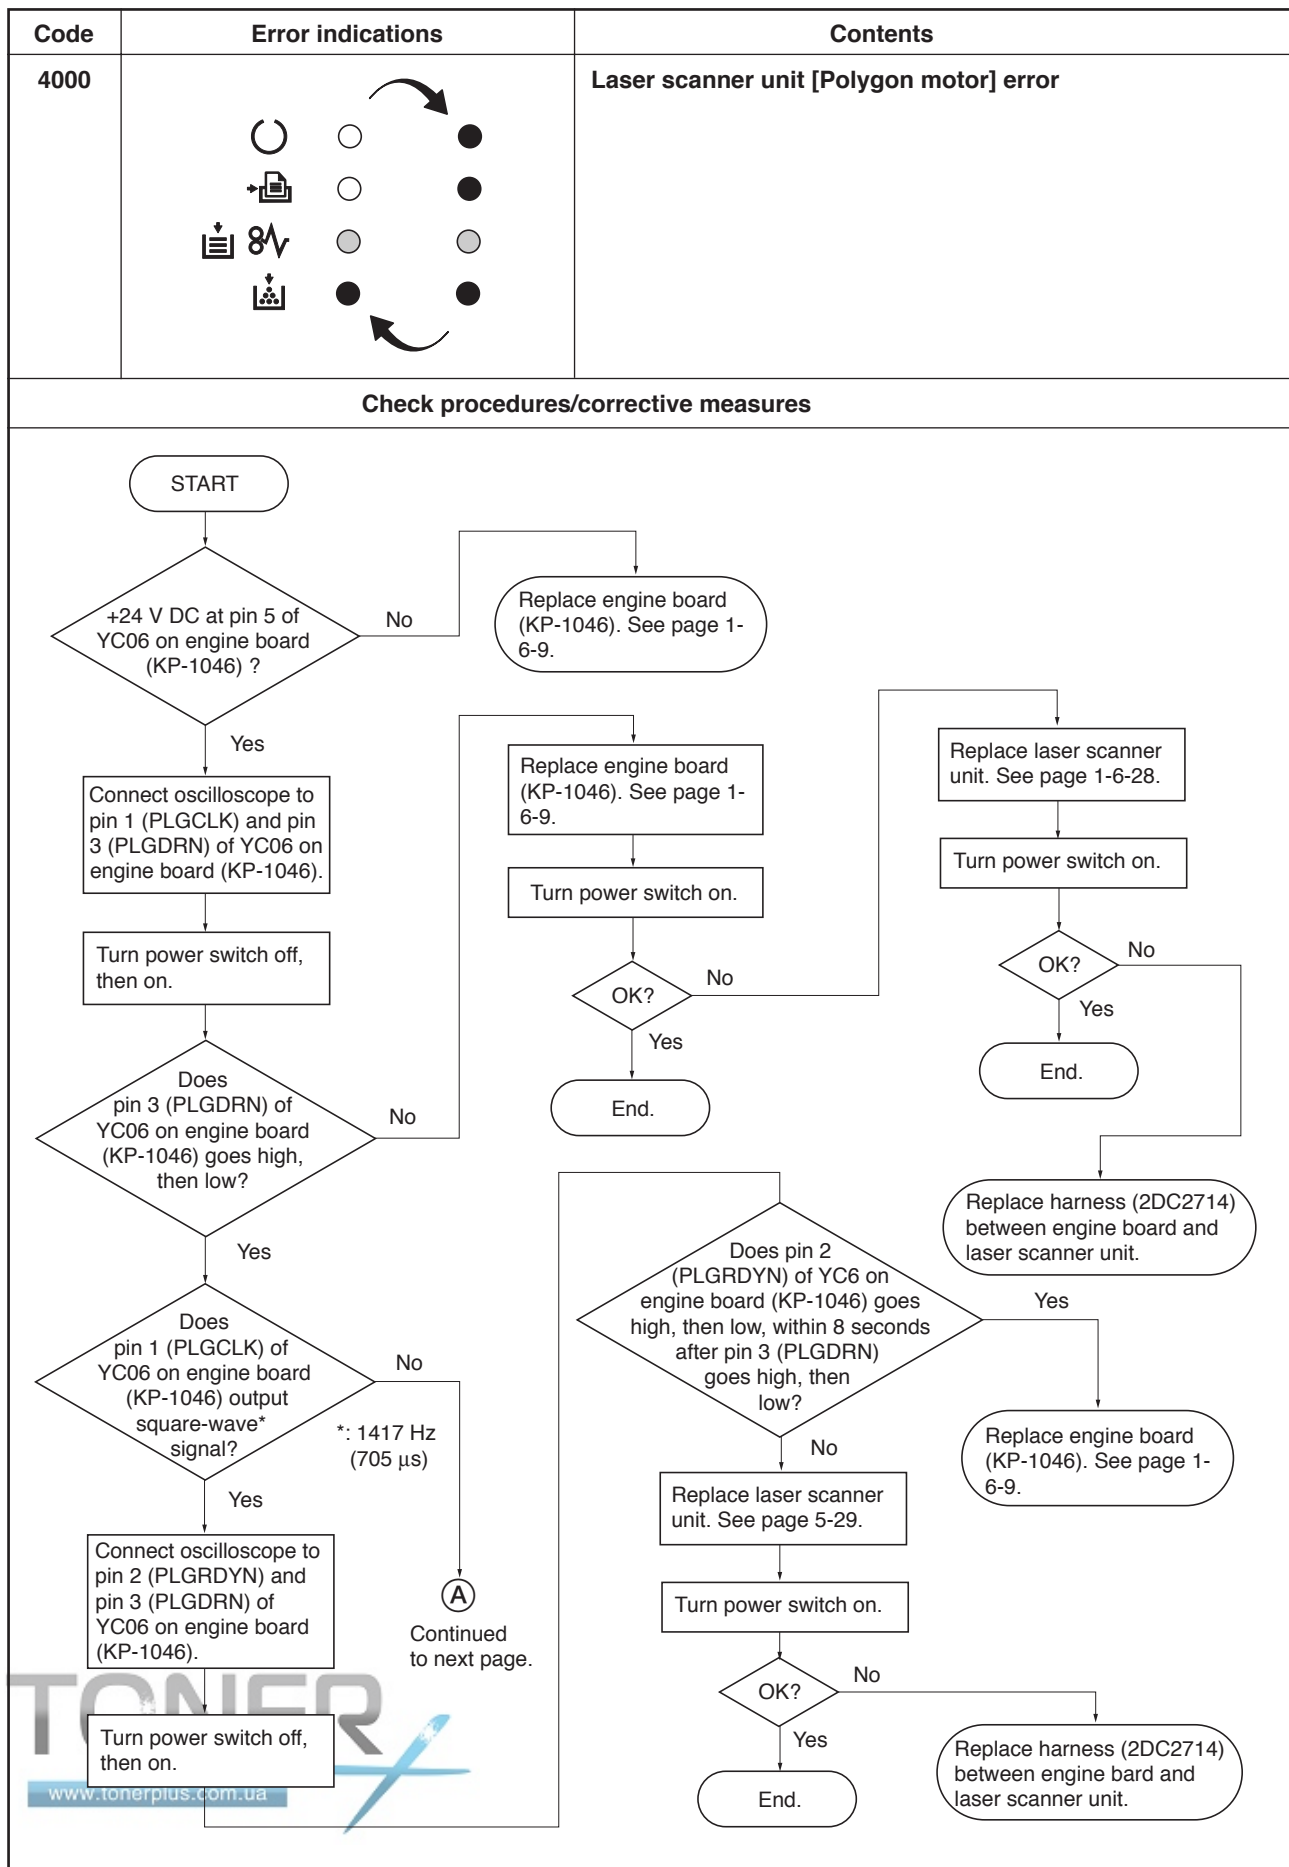 Code
Error indications
Contents
4000
Laser scanner unit [Polygon motor] error
Check procedures/corrective measures
START
+24 V DC at pin 5 of
YC06 on engine board
(KP-1046) ?
No
Replace engine board
(KP-1046). See page 1-
6-9.
Yes
Connect oscilloscope to
pin 1 (PLGCLK) and pin
3 (PLGDRN) of YC06 on
engine board (KP-1046).
Turn power switch off,
then on.
Does
pin 3 (PLGDRN) of
YC06 on engine board
(KP-1046) goes high,
then low?
No
Replace engine board
(KP-1046). See page 1-
6-9.
Turn power switch on.
OK?
No
Yes
End.
Replace laser scanner
unit. See page 1-6-28.
Turn power switch on.
OK?
No
Yes
End.
Replace harness (2DC2714)
between engine board and
laser scanner unit.
Yes
Does
pin 1 (PLGCLK) of
YC06 on engine board
(KP-1046) output
square-wave*
signal?
No
*: 1417 Hz
(705 µs)
A
Continued
to next page.
Yes
Connect oscilloscope to
pin 2 (PLGRDYN) and
pin 3 (PLGDRN) of
YC06 on engine board
(KP-1046).
Turn power switch off,
then on.
Does pin 2
(PLGRDYN) of YC6 on
engine board (KP-1046) goes
high, then low, within 8 seconds
after pin 3 (PLGDRN)
goes high, then
low?
Yes
Replace engine board
(KP-1046). See page 1-
6-9.
No
Replace laser scanner
unit. See page 5-29.
Turn power switch on.
OK?
No
Yes
End.
Replace harness (2DC2714)
between engine bard and
laser scanner unit.
TONER
www.tonerplus.com.ua